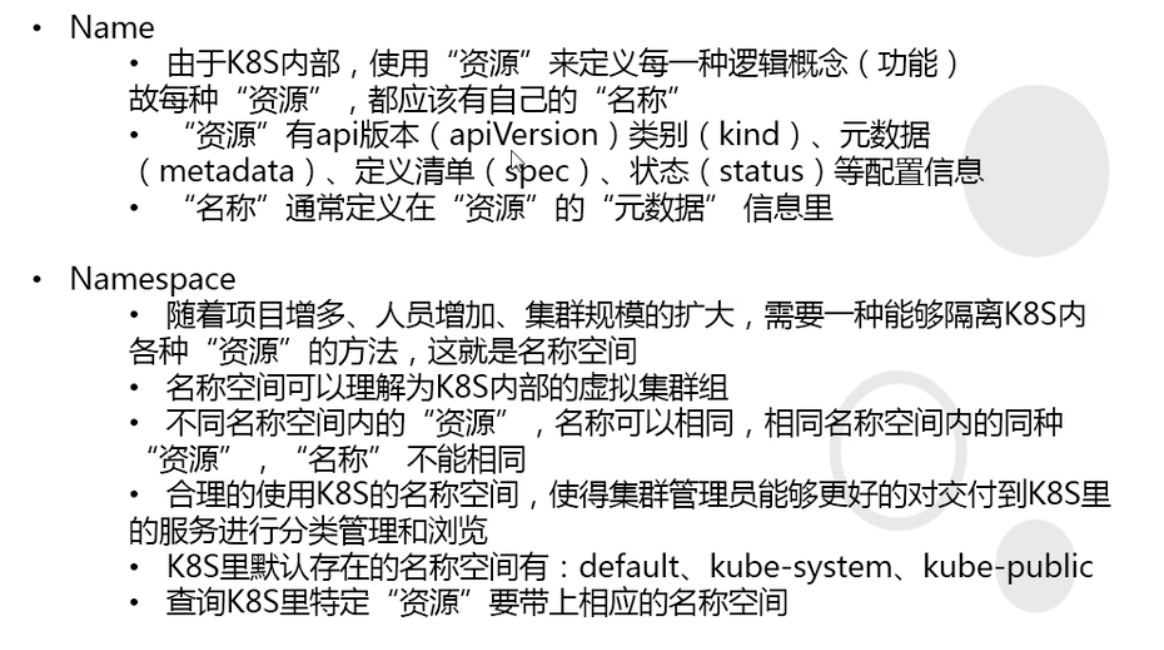 • Name
• 由于K8S内部，使用“资源”来定义每一种逻辑概念（功能）
故每种“资源”，都应该有自己的“名称”
• “资源”有api版本（apiVersion）类别（kind）、元数据
（metadata）、定义清单（spec）、状态（status）等配置信息
• “名称”通常定义在“资源”的“元数据” 信息里
• Namespace
• 随着项目增多、人员增加、集群规模的扩大，需要一种能够隔离K8S内
各种“资源”的方法，这就是名称空间
• 名称空间可以理解为K8S内部的虚拟集群组
• 不同名称空间内的“资源”，名称可以相同，相同名称空间内的同种
“资源”，“名称” 不能相同
• 合理的使用K8S的名称空间，使得集群管理员能够更好的对交付到K8S里
的服务进行分类管理和浏览
• K8S里默认存在的名称空间有：default、kube-system、kube-public
• 查询K8S里特定“资源”要带上相应的名称空间